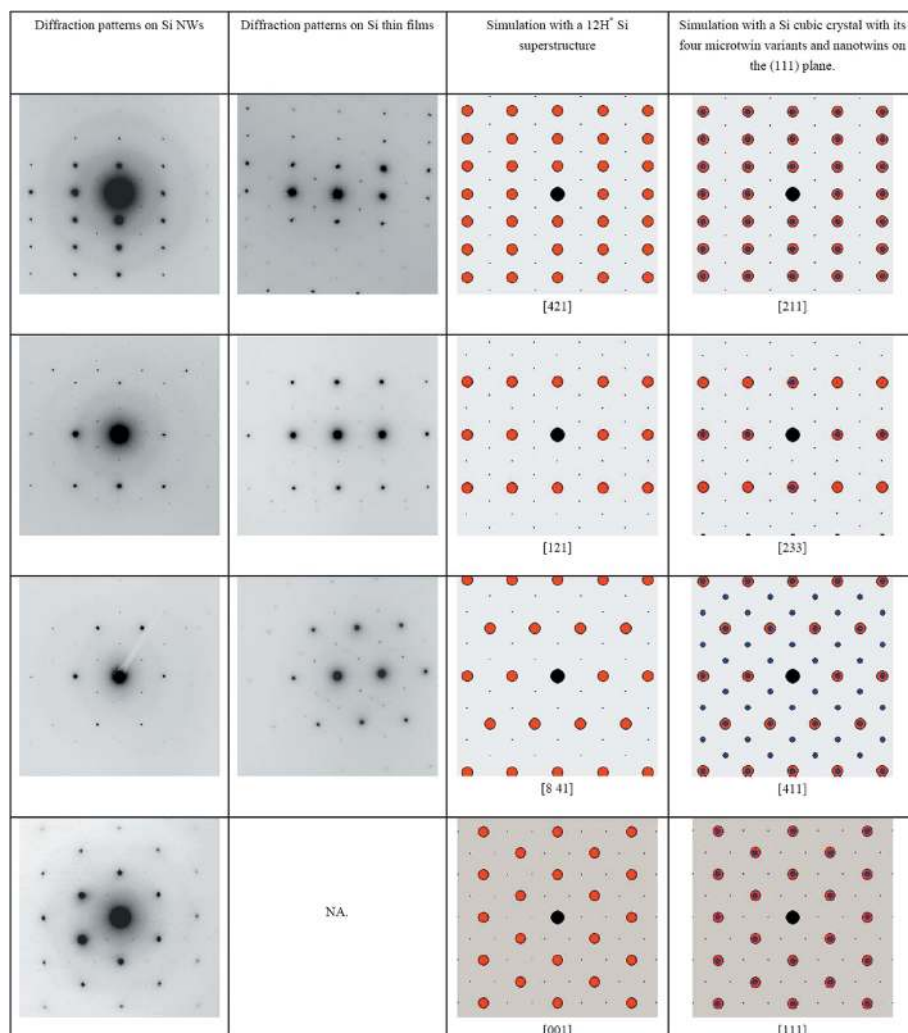 Diffraction patterns on Si NWs
Diffraction patterns on Si thin films
Simulation with a 12H* Si
superstructure
Simulation with a Si cubic crystal with its
four microtwin variants and nanotwins on
the (111) plane.
[421]
[211]
[121]
[233]
[8 41]
[411]
NA.
[001]
[111]